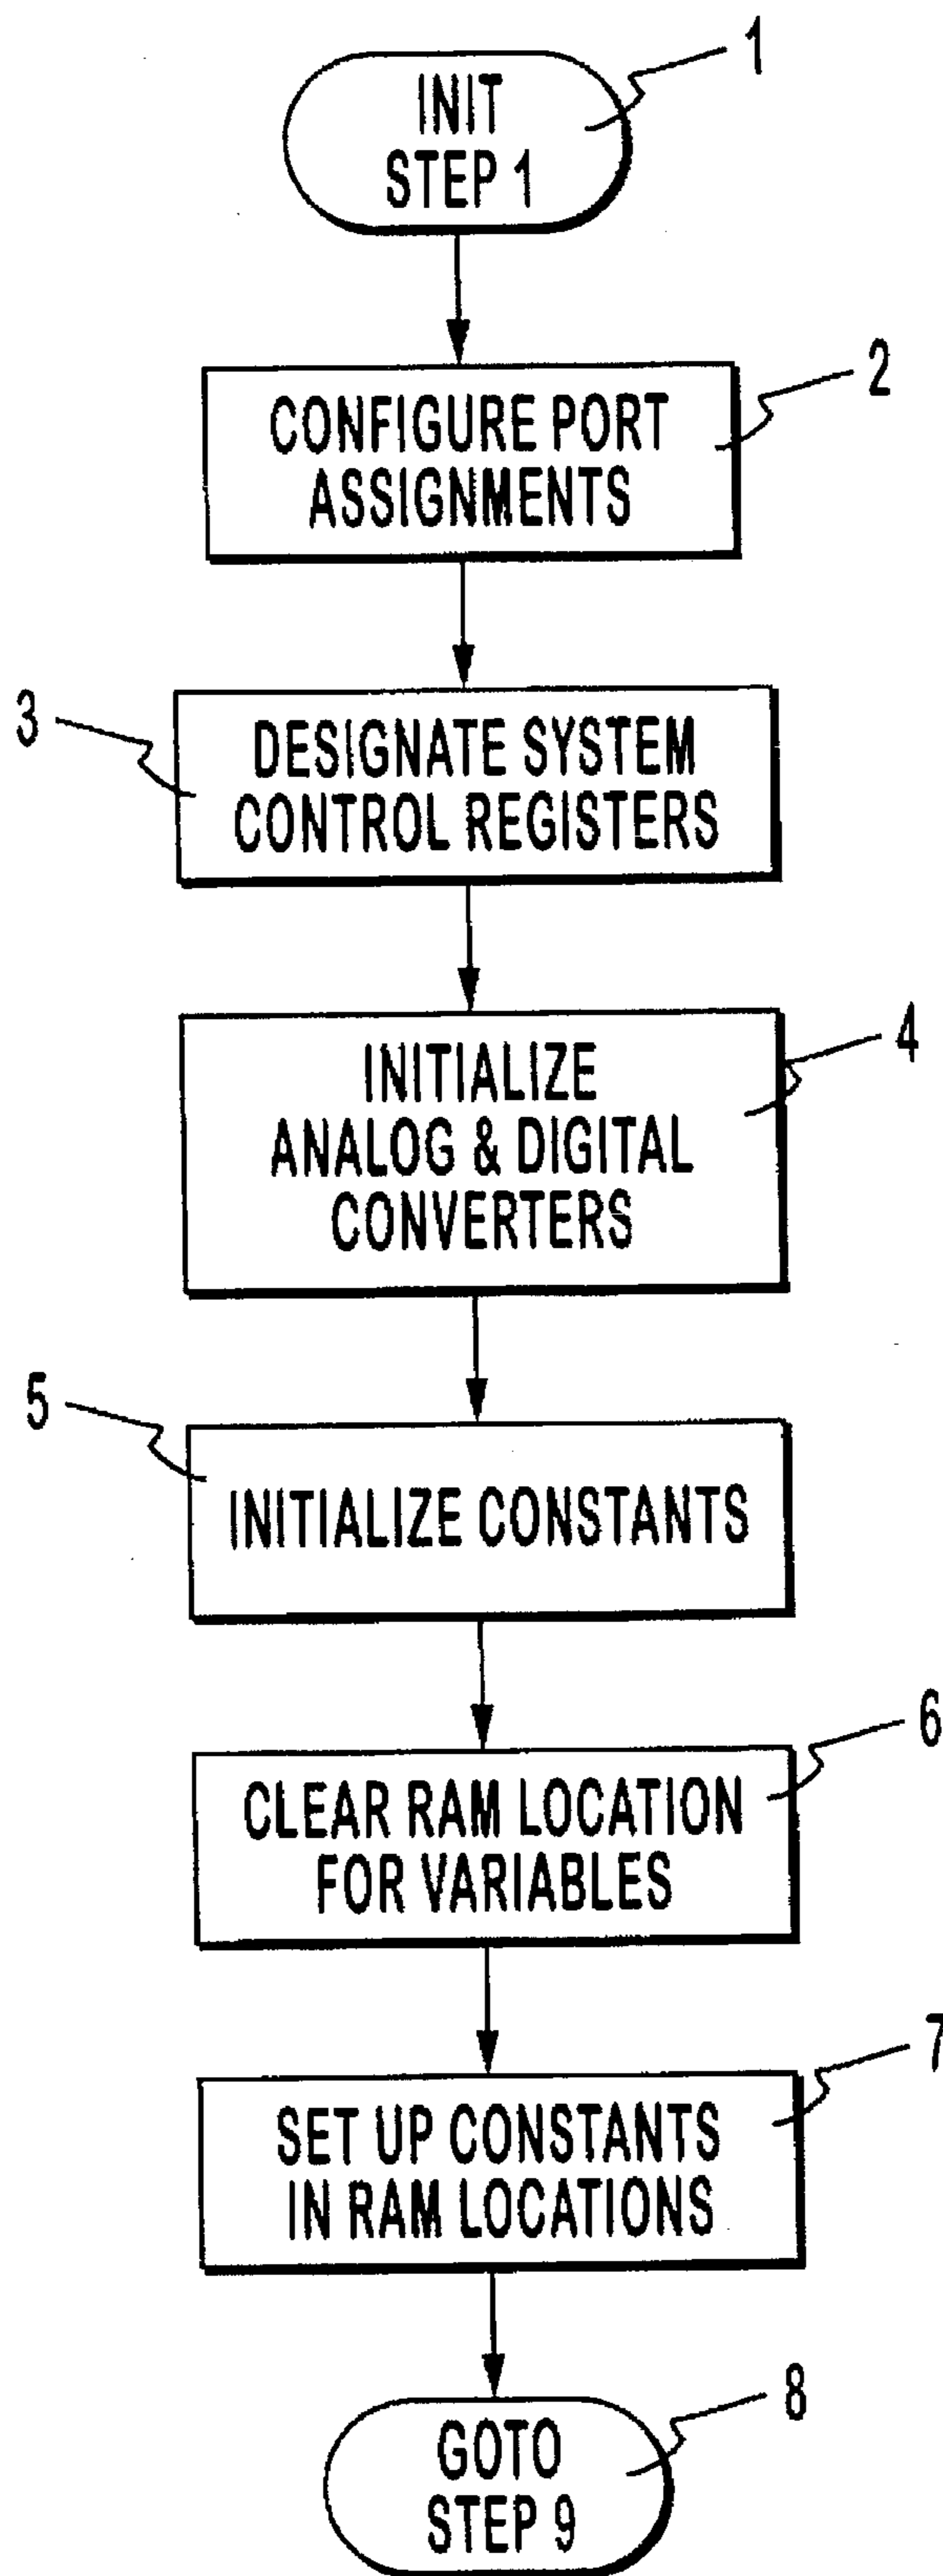 1
INIT
STEP 1
2
CONFIGURE PORT
ASSIGNMENTS
3
DESIGNATE SYSTEM
CONTROL REGISTERS
4
INITIALIZE
ANALOG & DIGITAL
CONVERTERS
5
INITIALIZE CONSTANTS
6
CLEAR RAM LOCATION
FOR VARIABLES
7
SET UP CONSTANTS
IN RAM LOCATIONS
8
GOTO
STEP 9